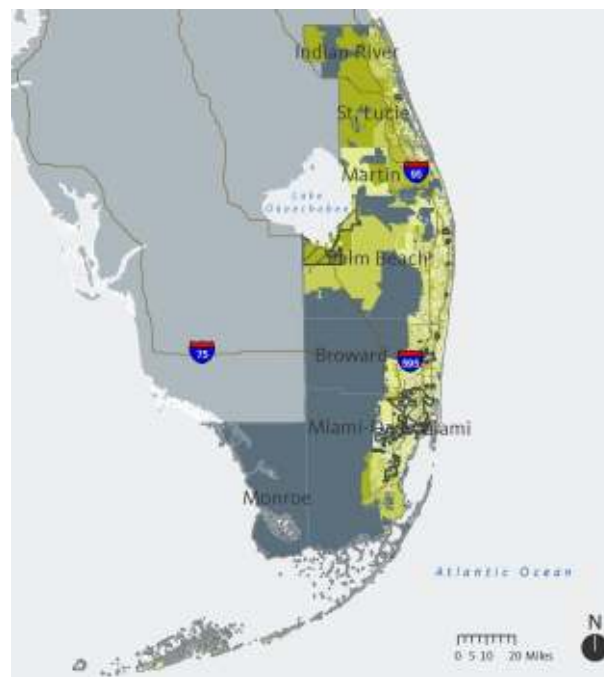 Indian River
St. Lucie
95
Martin
Lake
Okeechobee
Palm Beach
75
Broward
595
Miami
Monroe
Atlantic Ocean
N
0 5 10 20 Miles